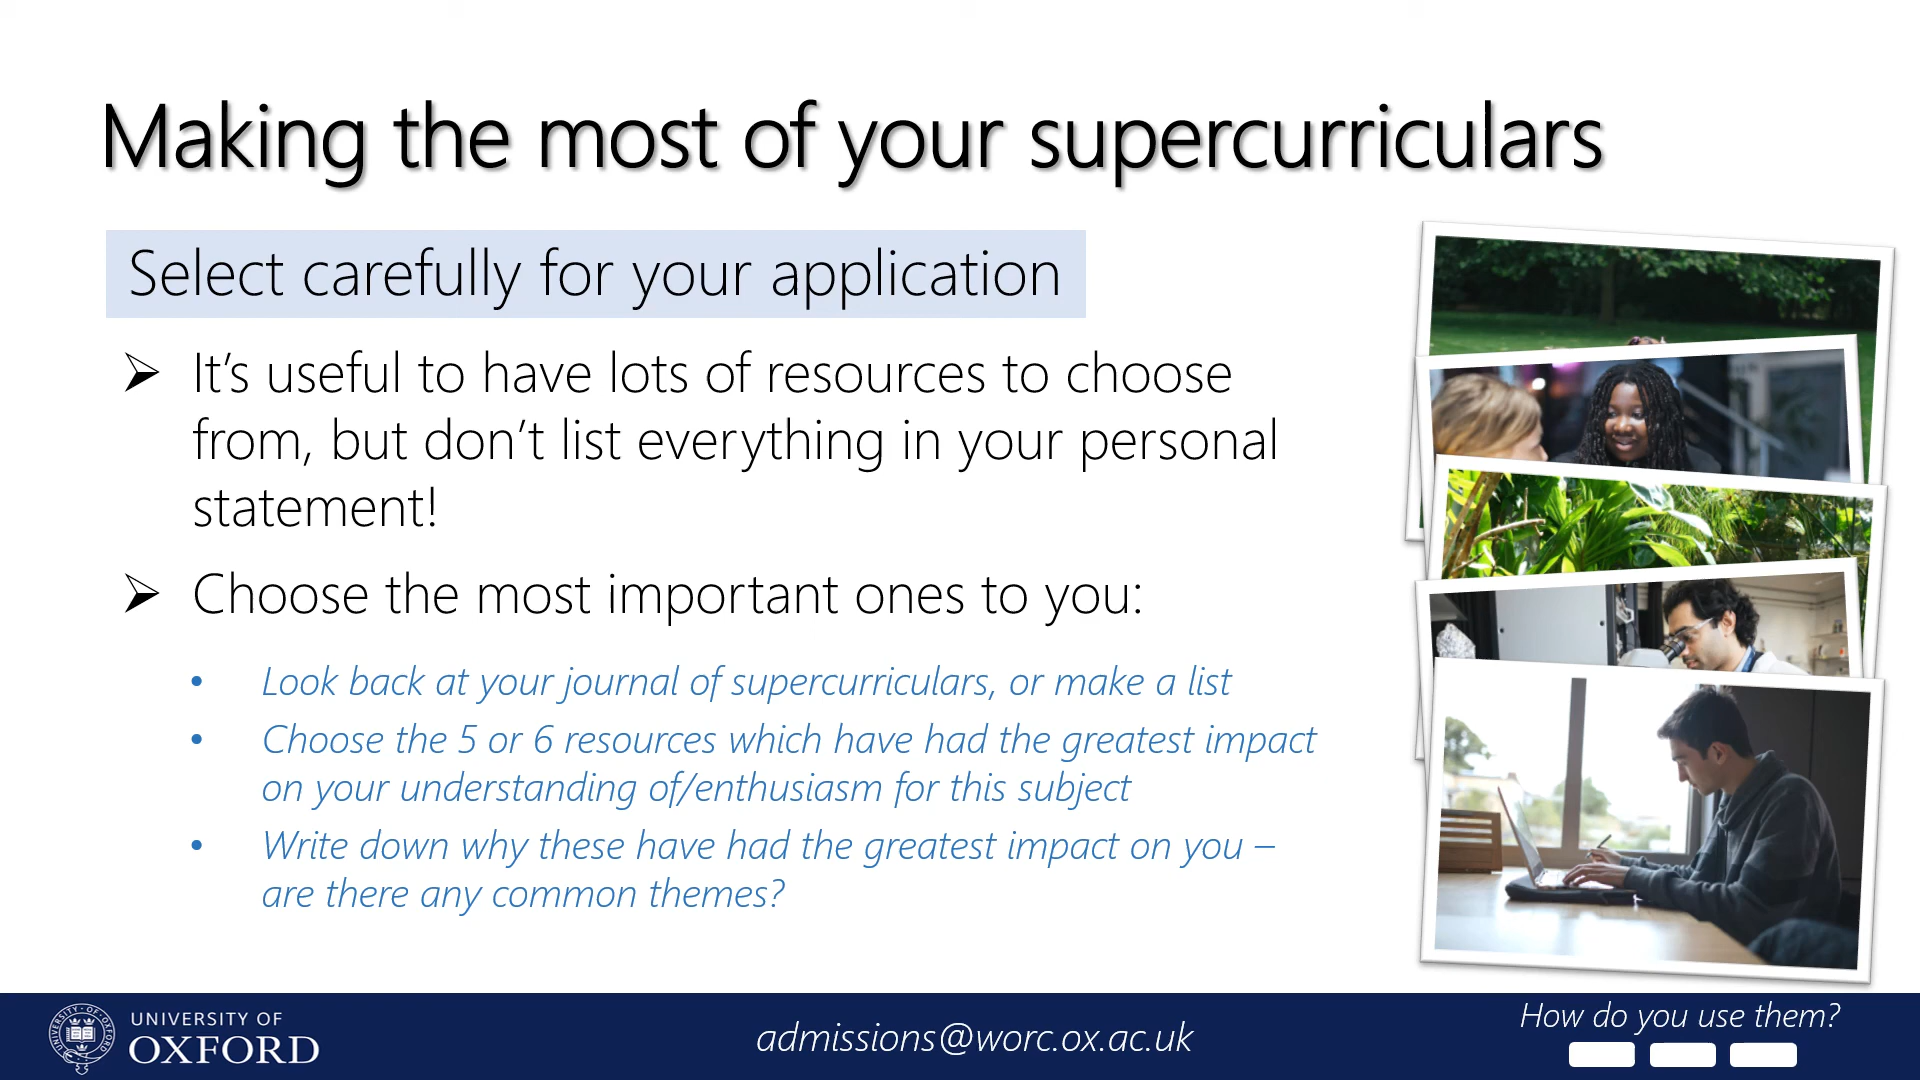 Making the most of your supercurriculars
Select carefully for your application
➢ It’s useful to have lots of resources to choose
from, but don’t list everything in your personal
statement!
➢ Choose the most important ones to you:
• Look back at your journal of supercurriculars, or make a list
• Choose the 5 or 6 resources which have had the greatest impact
on your understanding of/enthusiasm for this subject
• Write down why these have had the greatest impact on you –
are there any common themes?
UNIVERSITY OF
OXFORD
admissions@worc.ox.ac.uk
How do you use them?